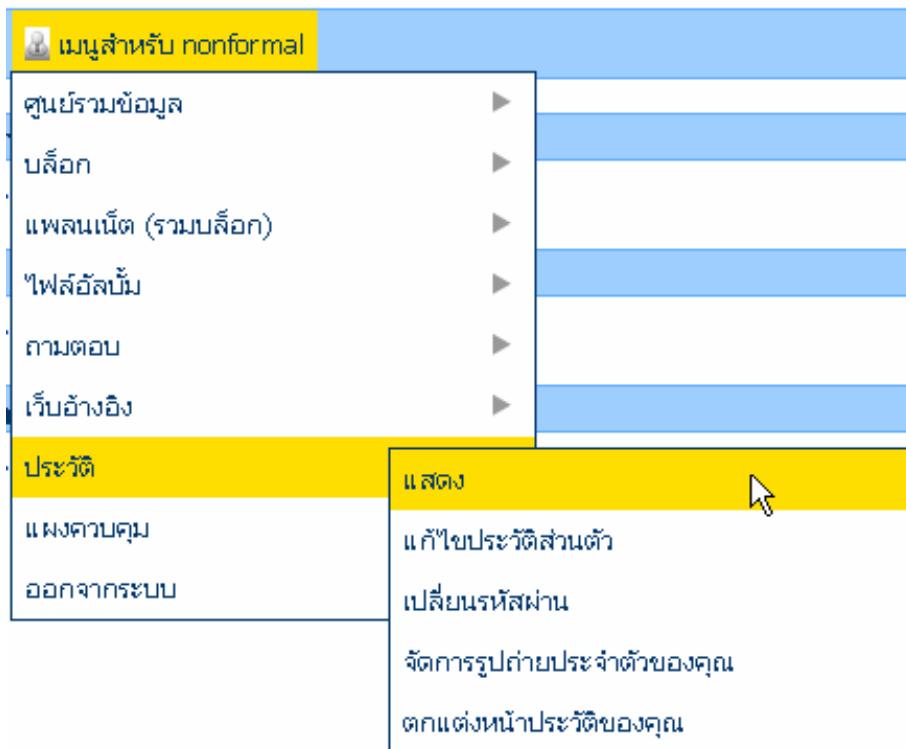 เมนูสำหรับ nonformal
ศูนย์รวมข้อมูล
บล็อก
แพลนเน็ต (รวมบล็อก)
ไฟล์อัลบั้ม
ถามตอบ
เว็บอ้างอิง
ประวัติ
แผงควบคุม
ออกจากระบบ
แสดง
แก้ไขประวัติส่วนตัว
เปลี่ยนรหัสผ่าน
จัดการรูปถ่ายประจำตัวของคุณ
ตกแต่งหน้าประวัติของคุณ